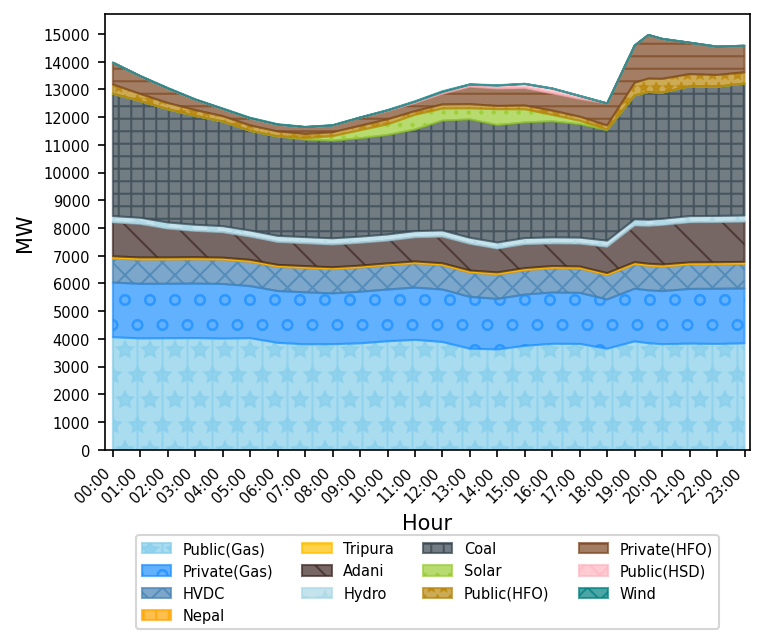 15000
14000
13000
12000
11000
10000
9000
8000
7000
6000
5000
4000
3000
2000
1000
0
MW
00:00 01:00 02:00 03:00 04:00 05:00 06:00 07:00 08:00 09:00 10:00 11:00 12:00 13:00 14:00 15:00 16:00 17:00 18:00 19:00 20:00 21:00 22:00 23:00
Hour
Public(Gas) Tripura Coal Private(HFO)
Private(Gas) Adani Solar Public(HSD)
HVDC Hydro Public(HFO) Wind
Nepal